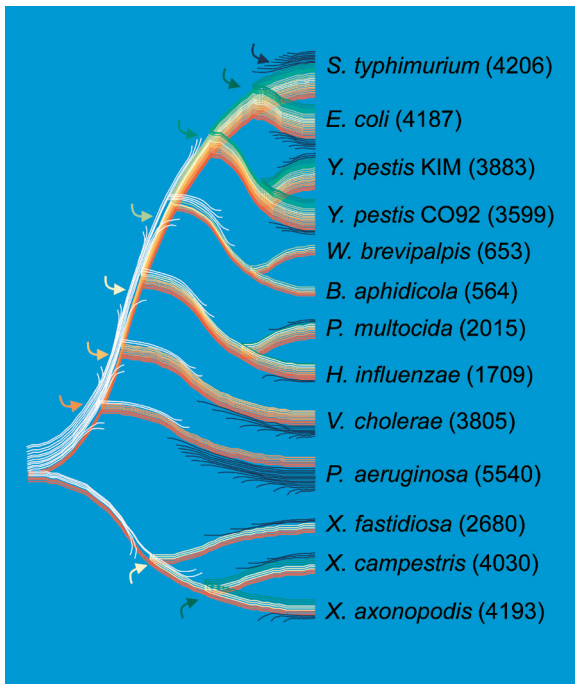 S. typhimurium (4206)
E. coli (4187)
Y. pestis KIM (3883)
Y. pestis CO92 (3599)
W. brevipalpis (653)
B. aphidicola (564)
P. multocida (2015)
H. influenzae (1709)
V. cholerae (3805)
P. aeruginosa (5540)
X. fastidiosa (2680)
X. campestris (4030)
X. axonopodis (4193)